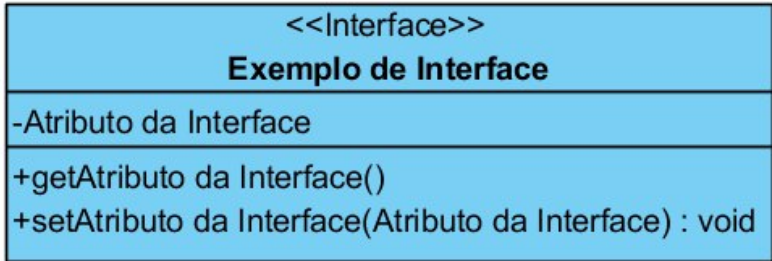 <<Interface>>
Exemplo de Interface
-Atributo da Interface
+getAtributo da Interface()
+setAtributo da Interface(Atributo da Interface) : void